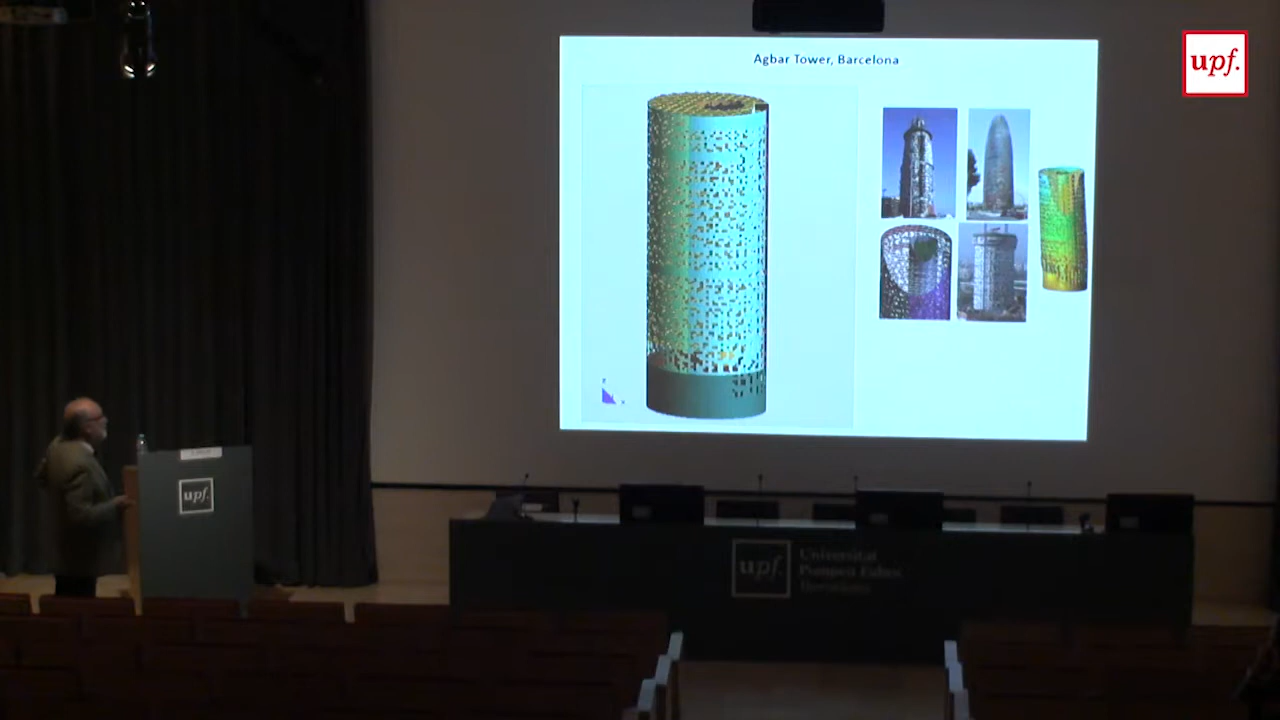 Agbar Tower, Barcelona
upf.
upf.
upf.
Universitat
Pompeu Fabra
Barcelona